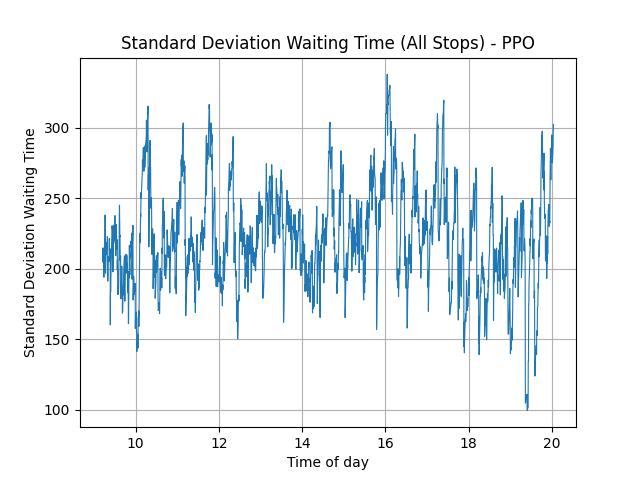 Standard Deviation Waiting Time (All Stops) - PPO
Standard Deviation Waiting Time
300
250
200
150
100
10 12 14 16 18 20
Time of day